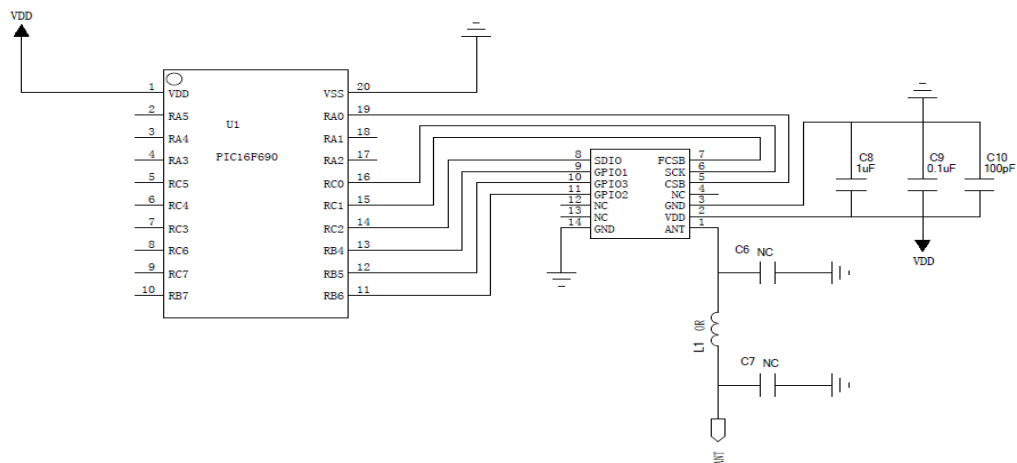 VDD
1 VDD VSS 20
2 RA5 RA0 19
3 RA4 U1 RA1 18
4 RA3 PIC16F690 RA2 17
5 RC5 RC0 16
6 RC4 RC1 15
7 RC3 RC2 14
8 RC6 RB4 13
9 RC7 RB5 12
10 RB7 RB6 11
8 SDIO FCSB 7
9 GPIO1 SCK 6
10 GPIO3 CSB 5
11 GPIO2 NC 4
12 NC GND 3
13 NC VDD 2
14 GND ANT 1
C8
1uF
C9
0.1uF
C10
100pF
VDD
C6 NC
L1 0R
C7 NC
ANT